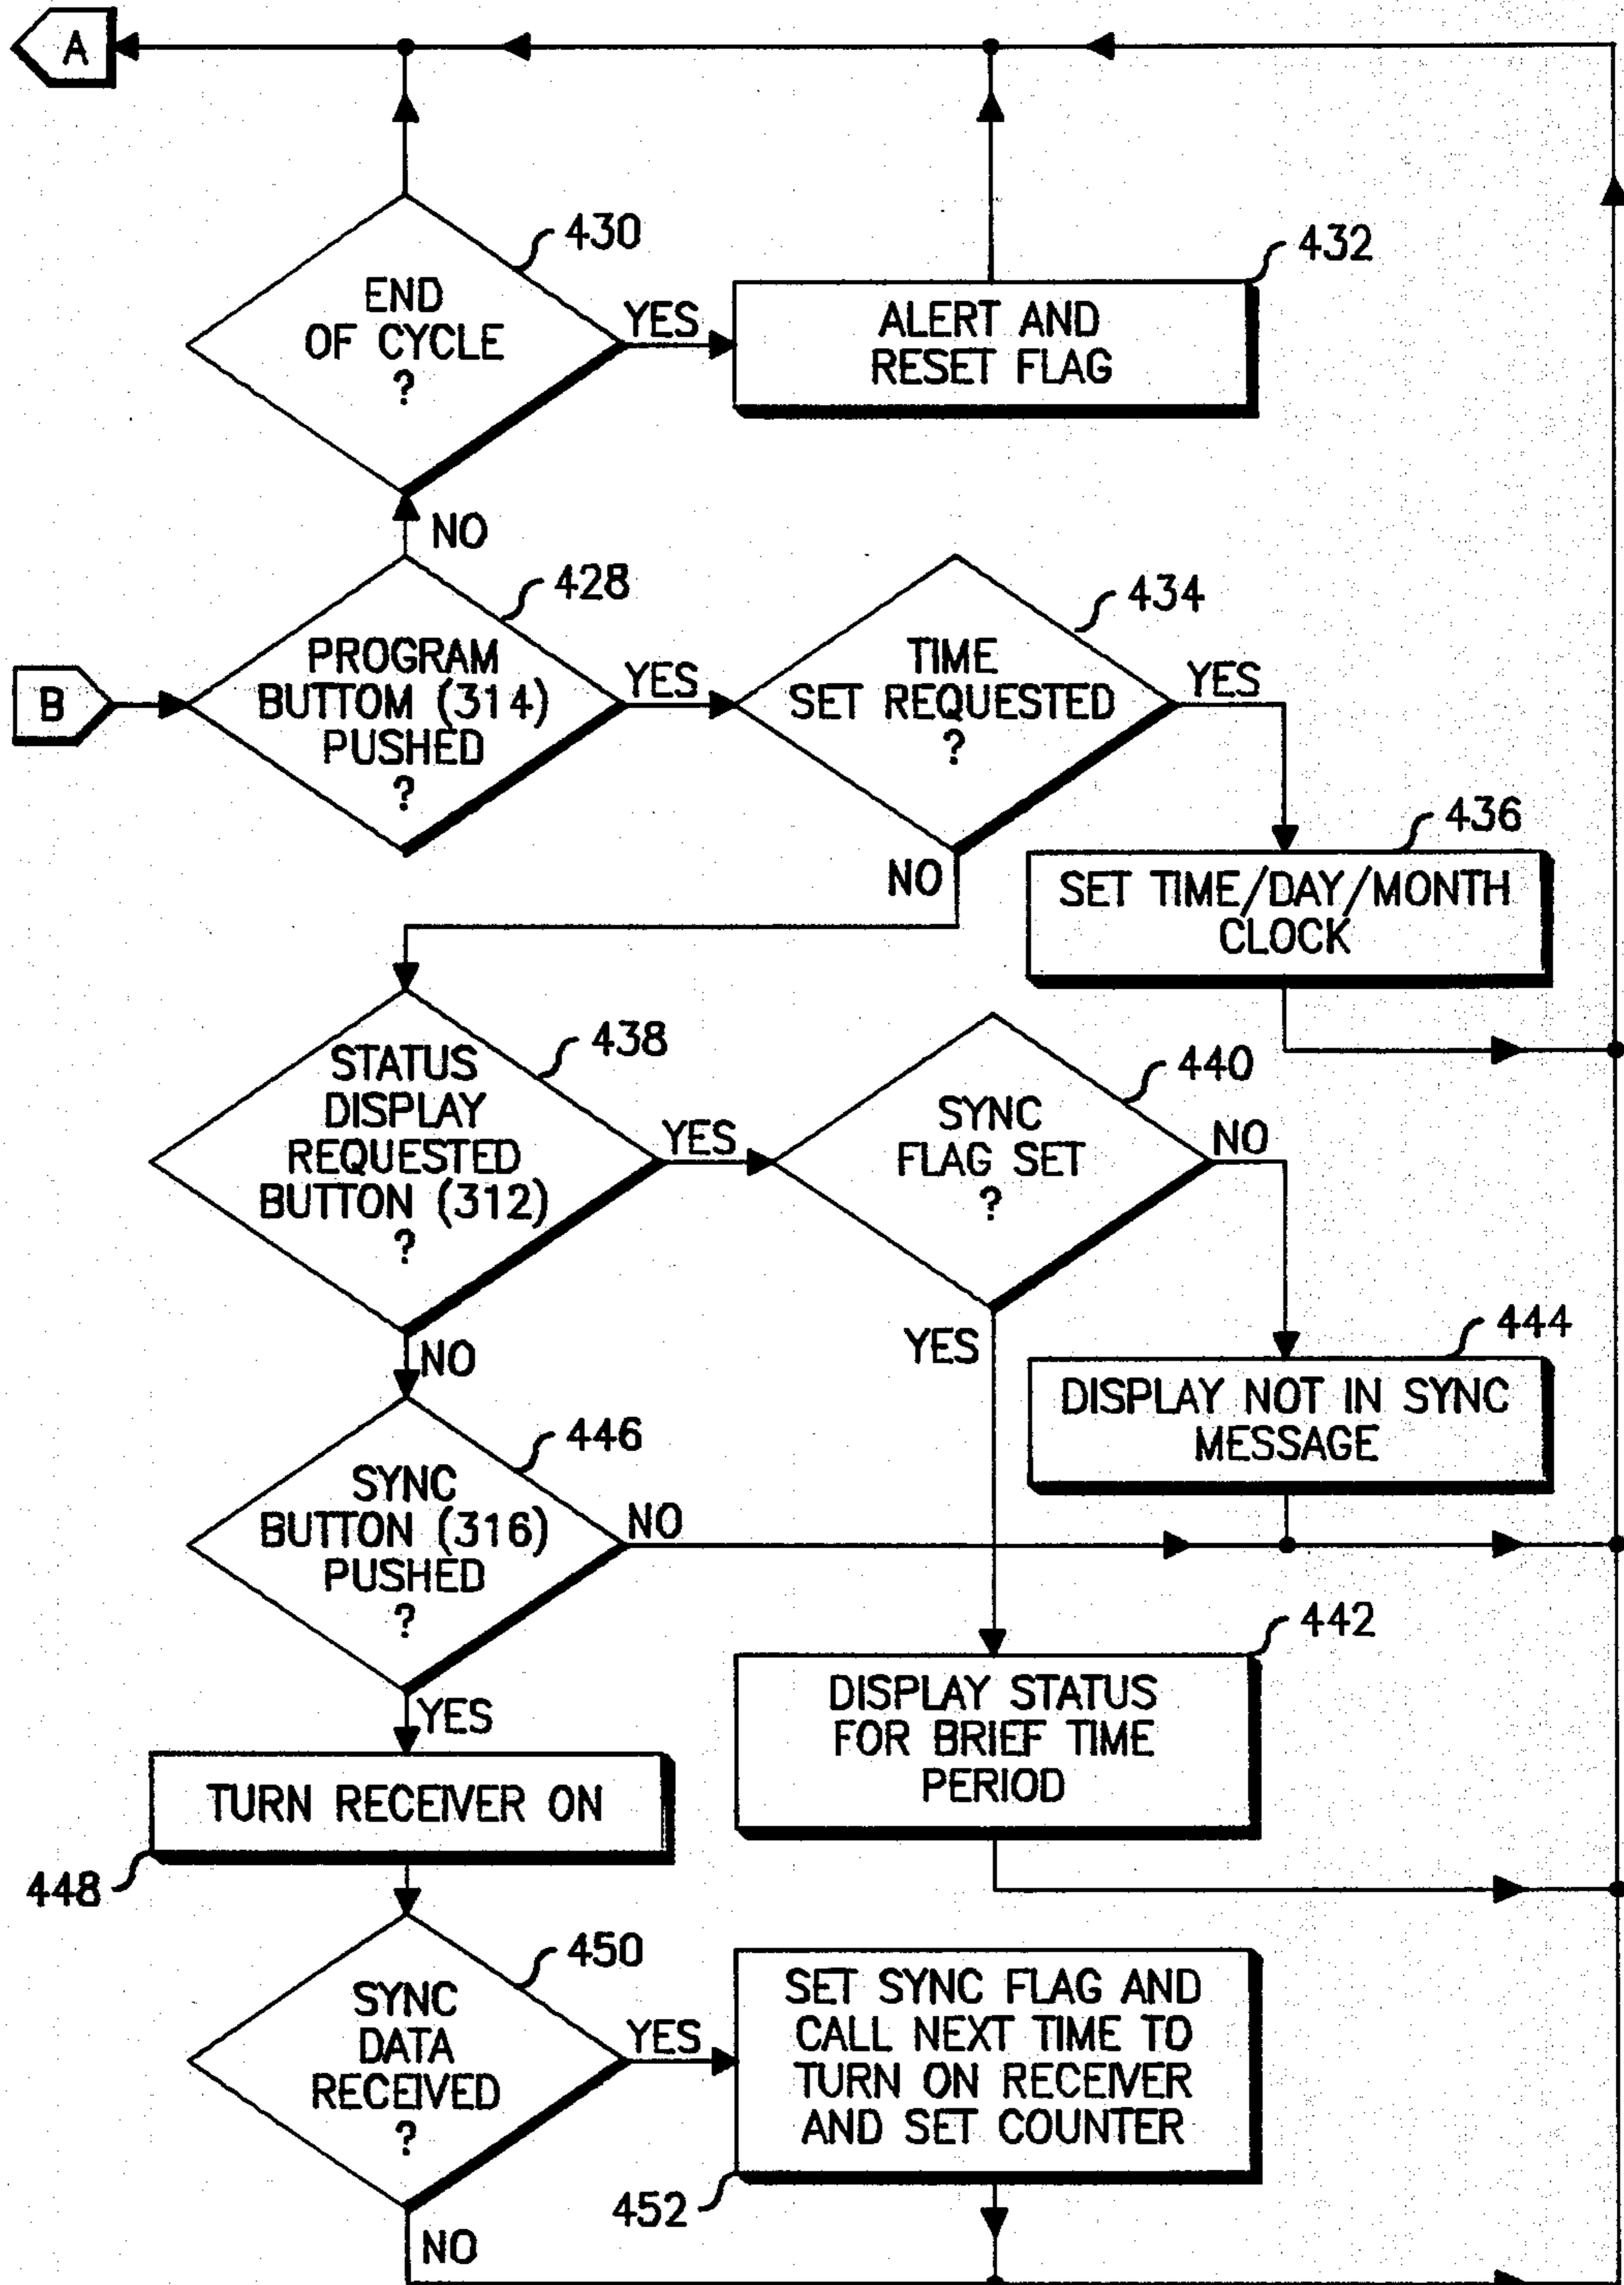 A
430
END
OF CYCLE
?
YES
432
ALERT AND
RESET FLAG
NO
B
428
PROGRAM
BUTTOM (314)
PUSHED
?
YES
434
TIME
SET REQUESTED
?
YES
NO
436
SET TIME/DAY/MONTH
CLOCK
438
STATUS
DISPLAY
REQUESTED
BUTTON (312)
?
YES
440
SYNC
FLAG SET
?
NO
YES
444
DISPLAY NOT IN SYNC
MESSAGE
NO
446
SYNC
BUTTON (316)
PUSHED
?
NO
442
DISPLAY STATUS
FOR BRIEF TIME
PERIOD
YES
TURN RECEIVER ON
448
450
SYNC
DATA
RECEIVED
?
YES
SET SYNC FLAG AND
CALL NEXT TIME TO
TURN ON RECEIVER
AND SET COUNTER
452
NO